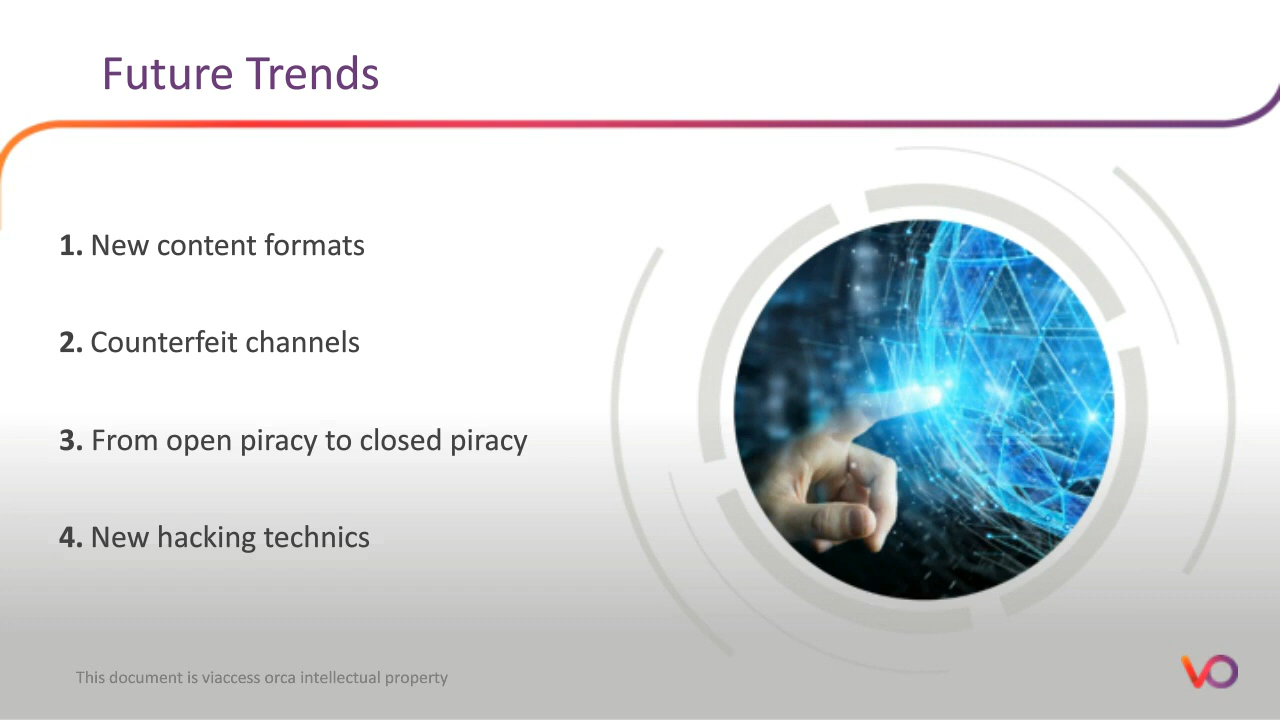 Future Trends
1. New content formats
2. Counterfeit channels
3. From open piracy to closed piracy
4. New hacking technics
This document is viaccess orca intellectual property
VO